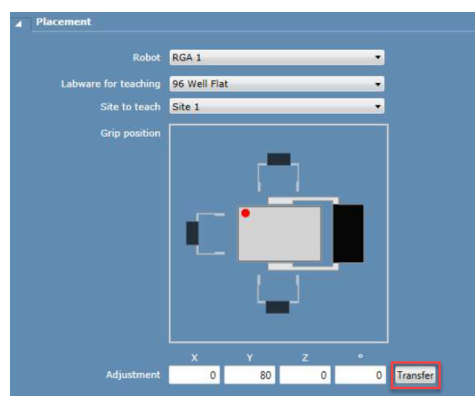 Placement
Robot RGA 1
Labware for teaching 96 Well Flat
Site to teach Site 1
Grip position
X Y Z °
Adjustment 0 80 0 0 Transfer